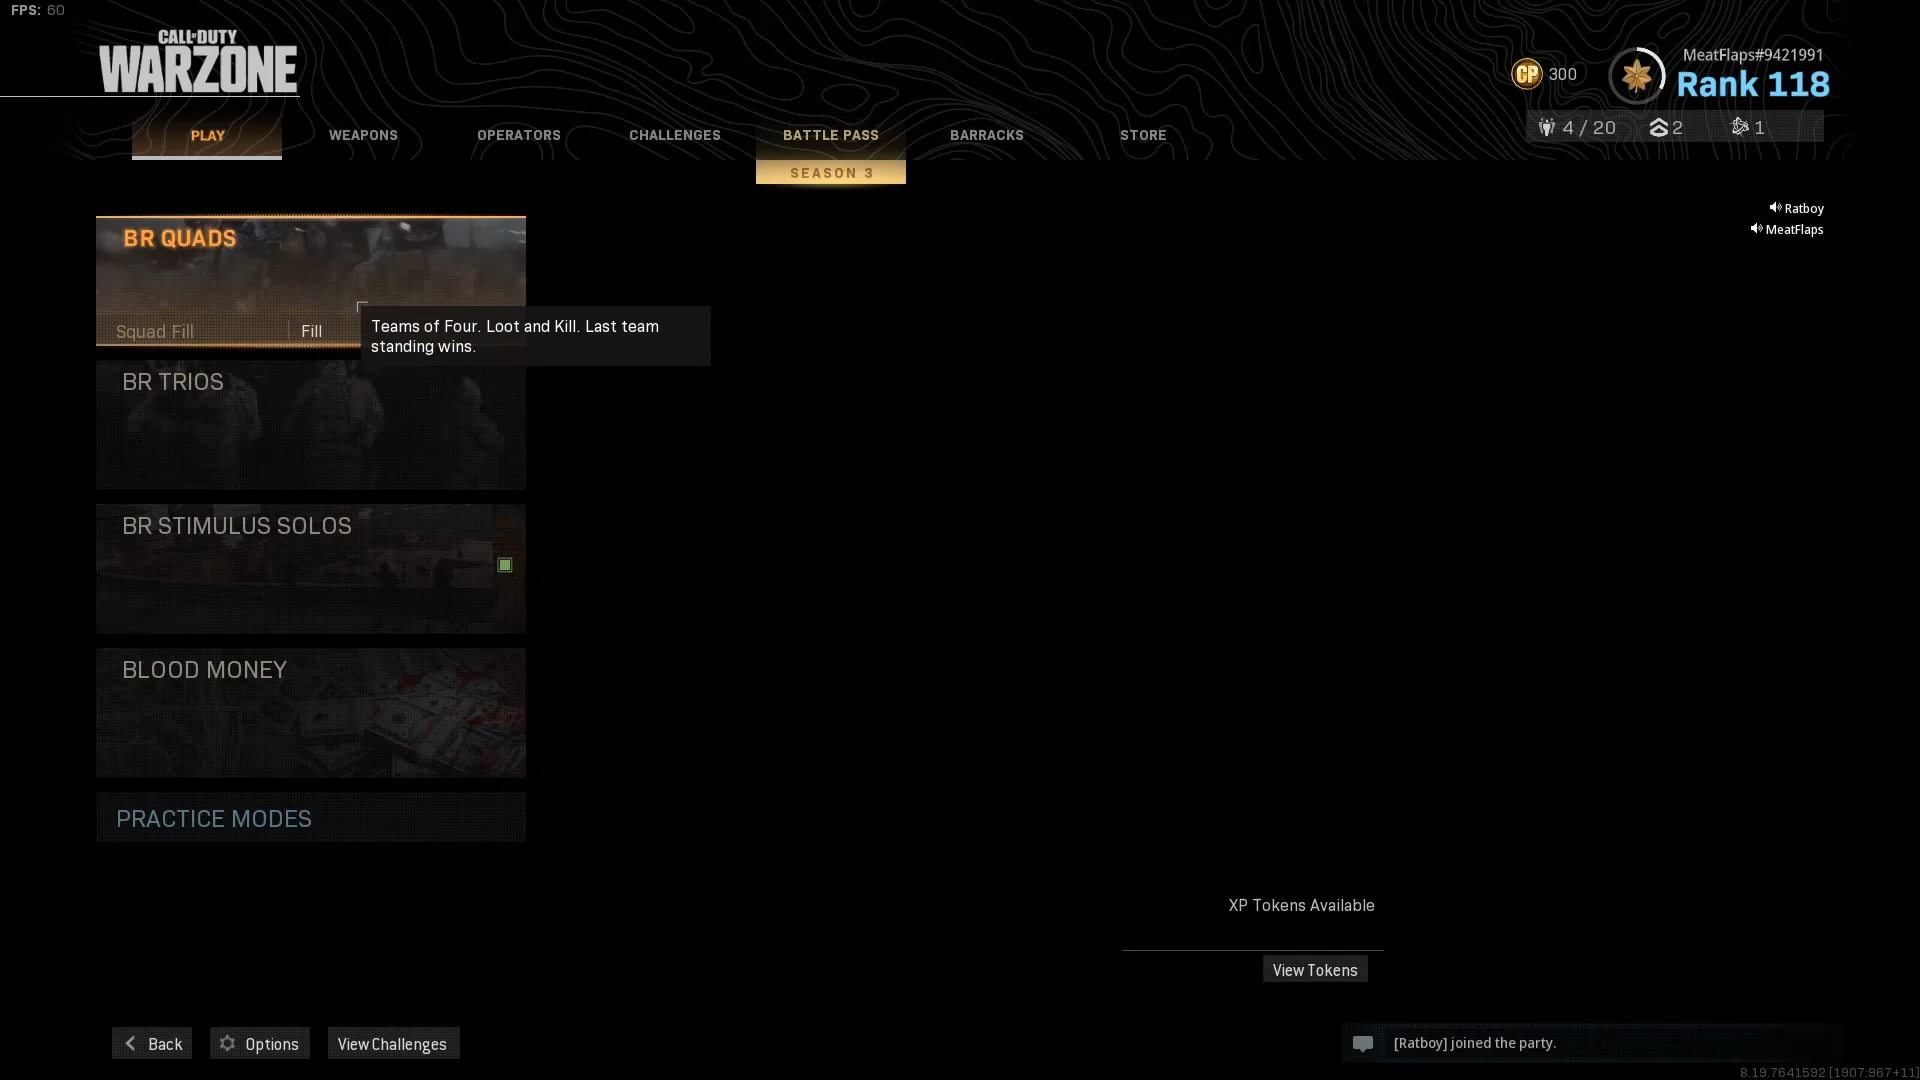 FPS: 60
CALL OF DUTY
WARZONE
CP 300
MeatFlaps#9421991
Rank 118
4 / 20
2
1
PLAY
WEAPONS
OPERATORS
CHALLENGES
BATTLE PASS
BARRACKS
STORE
SEASON 3
Ratboy
MeatFlaps
BR QUADS
Squad Fill
Fill
Teams of Four. Loot and Kill. Last team
standing wins.
BR TRIOS
BR STIMULUS SOLOS
BLOOD MONEY
PRACTICE MODES
XP Tokens Available
View Tokens
Back
Options
View Challenges
[Ratboy] joined the party.
8.19.7641592 [1907:967+11]